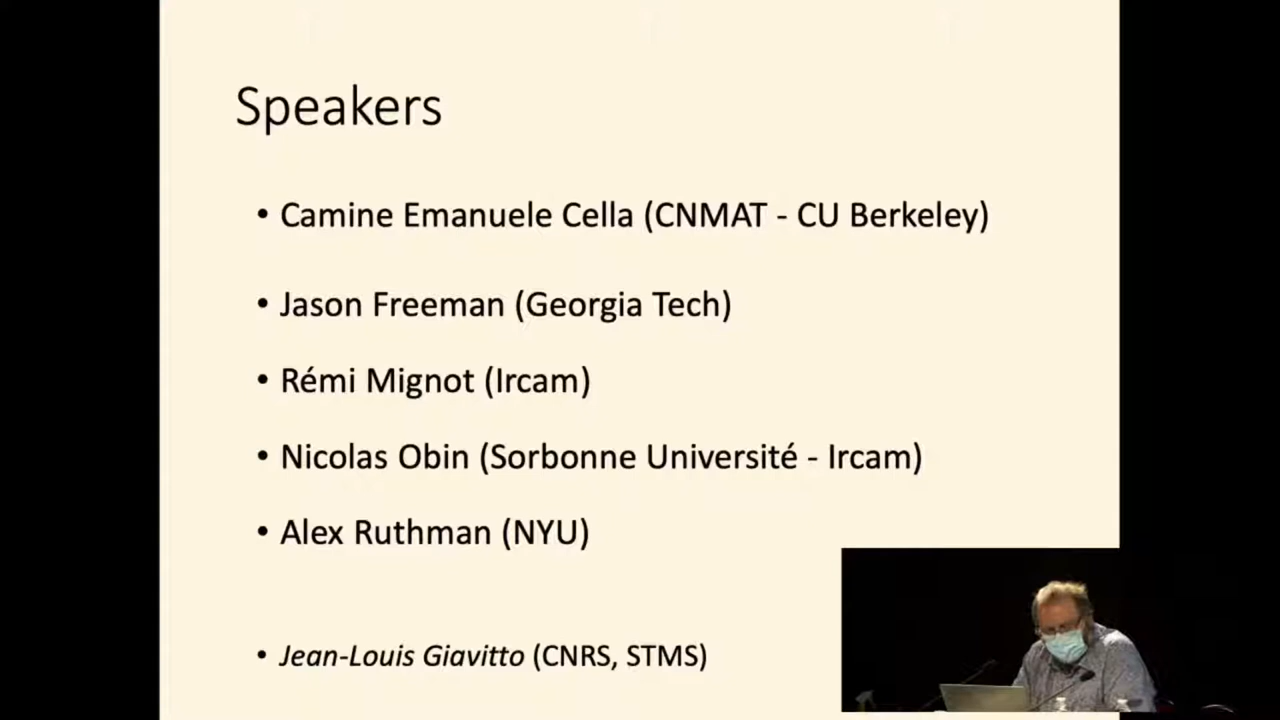 Speakers
• Camine Emanuele Cella (CNMAT - CU Berkeley)
• Jason Freeman (Georgia Tech)
• Rémi Mignot (Ircam)
• Nicolas Obin (Sorbonne Université - Ircam)
• Alex Ruthman (NYU)
• Jean-Louis Giavitto (CNRS, STMS)